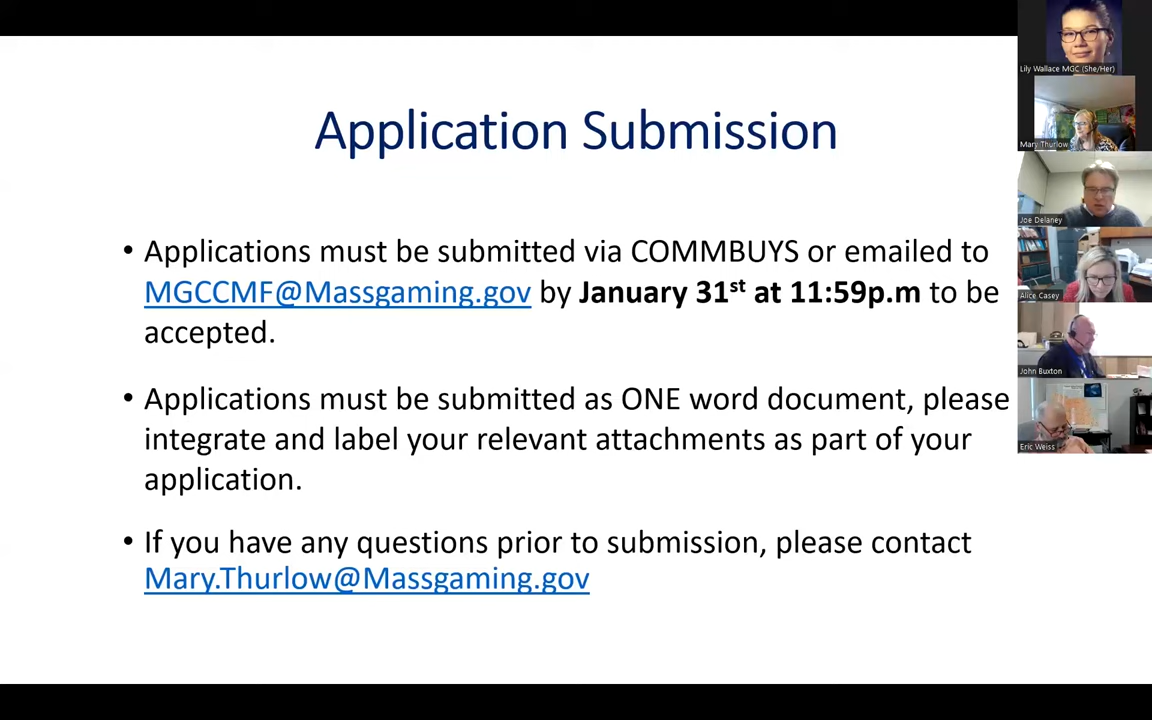 Application Submission
• Applications must be submitted via COMMBUYS or emailed to
MGCCMF@Massgaming.gov by January 31st at 11:59p.m to be
accepted.
• Applications must be submitted as ONE word document, please
integrate and label your relevant attachments as part of your
application.
• If you have any questions prior to submission, please contact
Mary.Thurlow@Massgaming.gov
Lily Wallace MGC (She/Her)
Mary Thurlow
Joe Delaney
Alice Casey
John Buxton
Eric Weiss